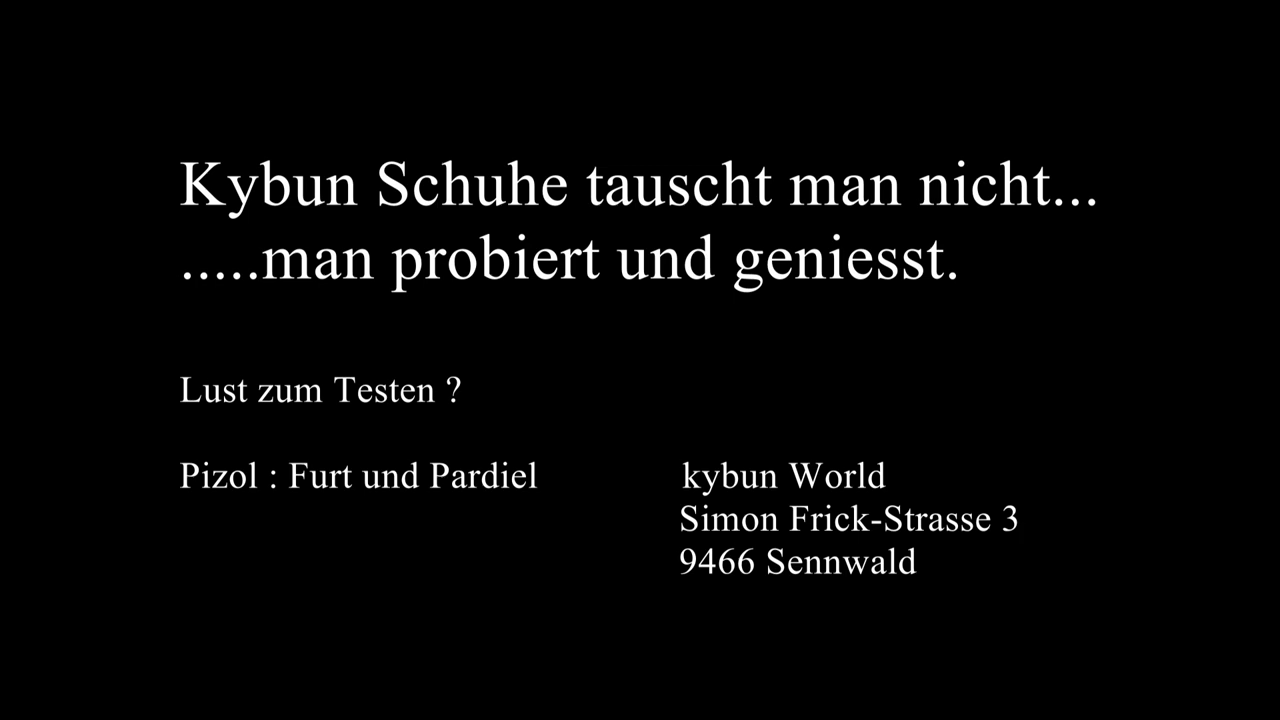 Kybun Schuhe tauscht man nicht...
.....man probiert und geniesst.
Lust zum Testen ?
Pizol : Furt und Pardiel
kybun World
Simon Frick-Strasse 3
9466 Sennwald